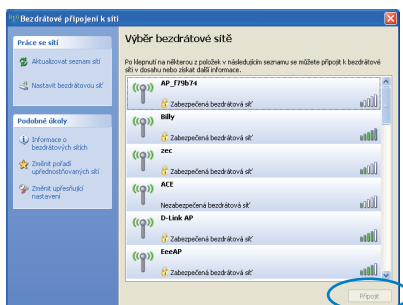 Bezdrátové připojení k síti
Práce se sítí
Aktualizovat seznam sítí
Nastavit bezdrátovou síť
Podobné úkoly
Informace o
bezdrátových sítích
Změnit pořadí
upřednostňovaných sítí
Změnit upřesňující
nastavení
Výběr bezdrátové sítě
Po klepnutí na některou z položek v následujícím seznamu se můžete připojit k bezdrátové
síti v dosahu nebo získat další informace.
AP_f79b74
Zabezpečená bezdrátová síť
Billy
Zabezpečená bezdrátová síť
zec
Zabezpečená bezdrátová síť
ACE
Nezabezpečená bezdrátová síť
D-Link AP
Zabezpečená bezdrátová síť
EeeAP
Zabezpečená bezdrátová síť
Připojit